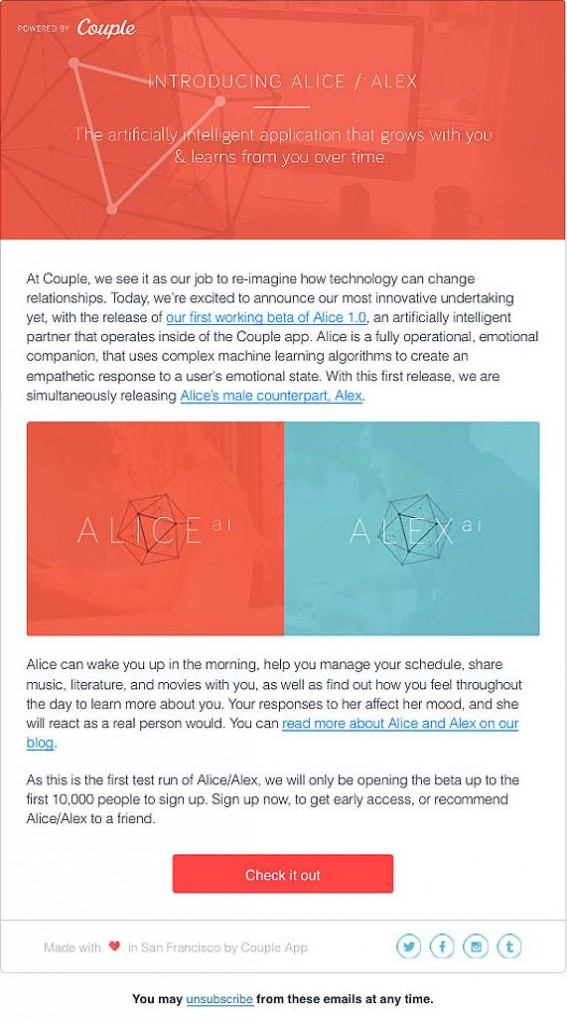 POWERED BY Couple
INTRODUCING ALICE / ALEX
The artificially intelligent application that grows with you
& learns from you over time.
At Couple, we see it as our job to re-imagine how technology can change
relationships. Today, we're excited to announce our most innovative undertaking
yet, with the release of our first working beta of Alice 1.0, an artificially intelligent
partner that operates inside of the Couple app. Alice is a fully operational, emotional
companion, that uses complex machine learning algorithms to create an
empathetic response to a user's emotional state. With this first release, we are
simultaneously releasing Alice's male counterpart, Alex.
ALICE ai
ALEX ai
Alice can wake you up in the morning, help you manage your schedule, share
music, literature, and movies with you, as well as find out how you feel throughout
the day to learn more about you. Your responses to her affect her mood, and she
will react as a real person would. You can read more about Alice and Alex on our
blog.
As this is the first test run of Alice/Alex, we will only be opening the beta up to the
first 10,000 people to sign up. Sign up now, to get early access, or recommend
Alice/Alex to a friend.
Check it out
Made with ❤ in San Francisco by Couple App
You may unsubscribe from these emails at any time.